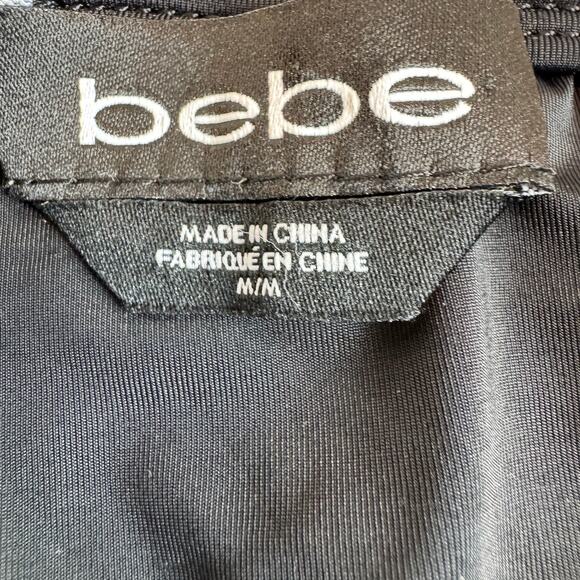 bebe
MADE IN CHINA
FABRIQUÉ EN CHINE
M/M